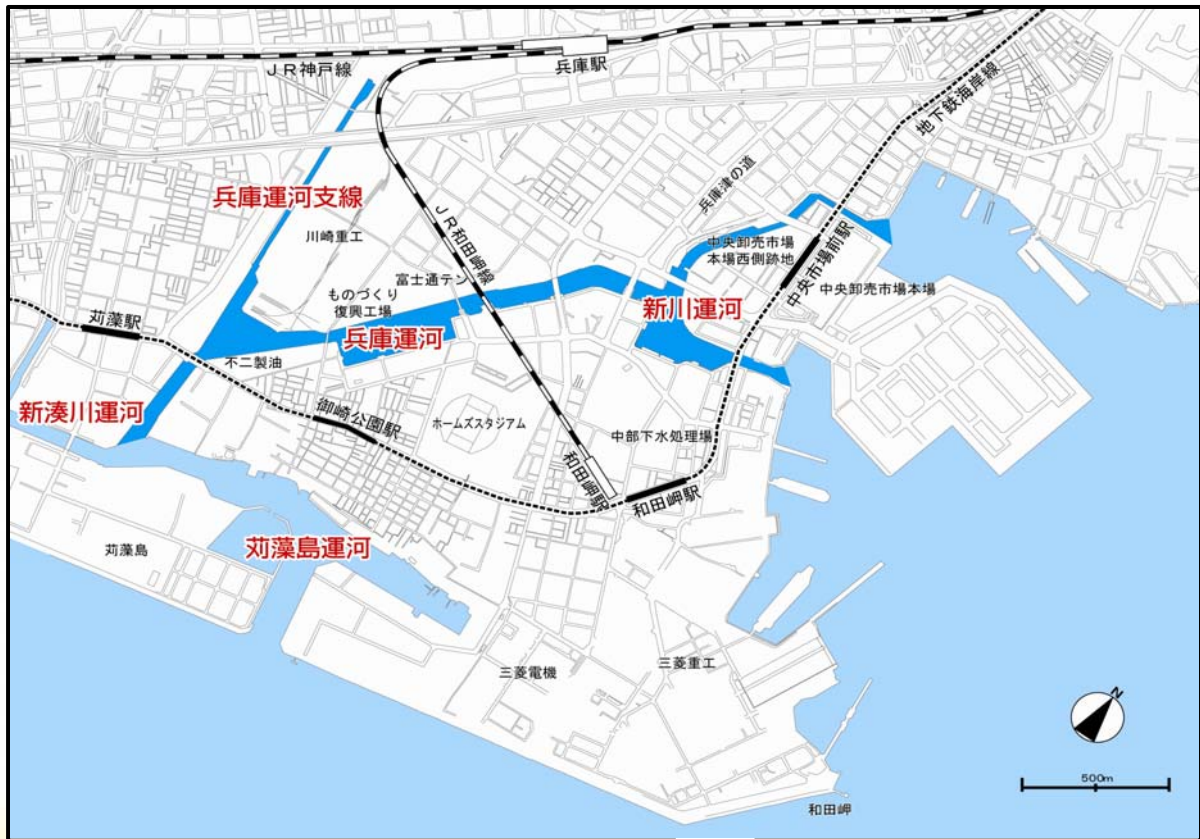 JR神戸線
兵庫駅
地下鉄海岸線
兵庫運河支線
兵庫津の道
川崎重工
JR和田岬線
中央卸売市場
本場西側跡地
中央市場前駅
富士通テン
ものづくり
復興工場
中央卸売市場本場
新川運河
苅藻駅
兵庫運河
不二製油
新湊川運河
御崎公園駅
ホームズスタジアム
中部下水処理場
和田岬駅
和田岬駅
苅藻島運河
苅藻島
三菱電機
三菱重工
N
500m
和田岬